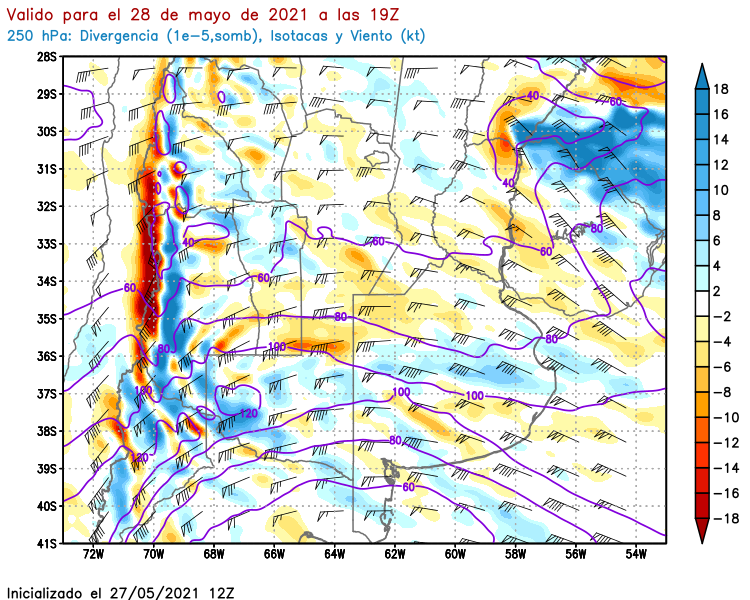 Valido para el 28 de mayo de 2021 a las 19Z
250 hPa: Divergencia (1e−5,somb), Isotacas y Viento (kt)
28S
29S
30S
31S
32S
33S
34S
35S
36S
37S
38S
39S
40S
41S
72W 70W 68W 66W 64W 62W 60W 58W 56W 54W
40
60
40
80
60
40
60
60
60
80
80
80
100
100
100
100
120
120
80
60
18
16
14
12
10
8
6
4
2
−2
−4
−6
−8
−10
−12
−14
−16
−18
Inicializado el 27/05/2021 12Z